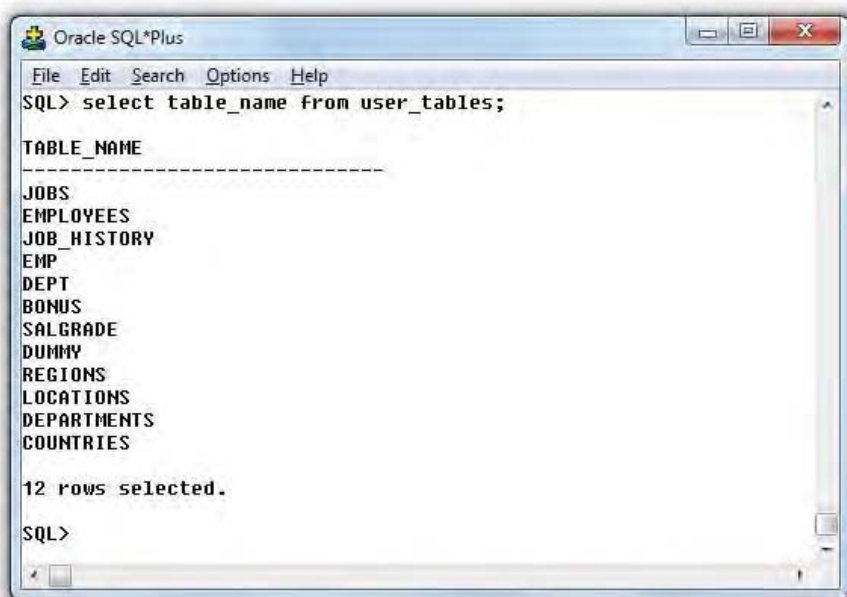 Oracle SQL*Plus
File Edit Search Options Help
SQL> select table_name from user_tables;
TABLE_NAME
------------------------------
JOBS
EMPLOYEES
JOB_HISTORY
EMP
DEPT
BONUS
SALGRADE
DUMMY
REGIONS
LOCATIONS
DEPARTMENTS
COUNTRIES
12 rows selected.
SQL>